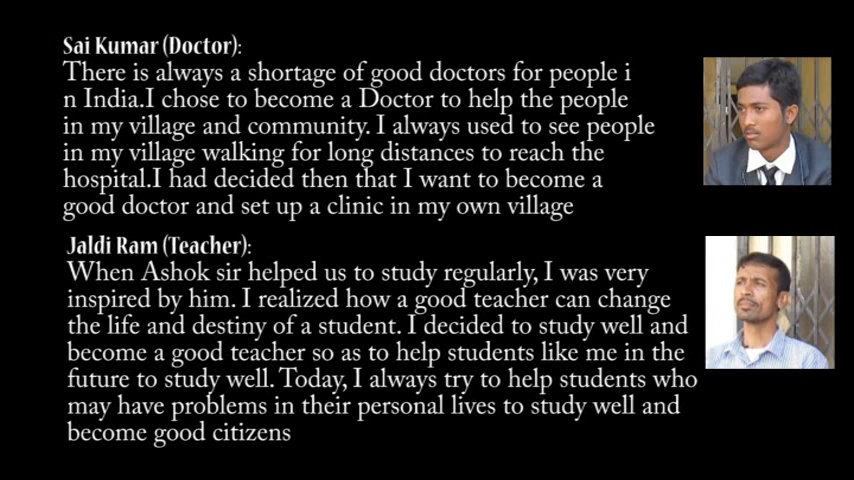 Sai Kumar (Doctor):
There is always a shortage of good doctors for people i
n India.I chose to become a Doctor to help the people
in my village and community. I always used to see people
in my village walking for long distances to reach the
hospital.I had decided then that I want to become a
good doctor and set up a clinic in my own village
Jaldi Ram (Teacher):
When Ashok sir helped us to study regularly, I was very
inspired by him. I realized how a good teacher can change
the life and destiny of a student. I decided to study well and
become a good teacher so as to help students like me in the
future to study well. Today, I always try to help students who
may have problems in their personal lives to study well and
become good citizens